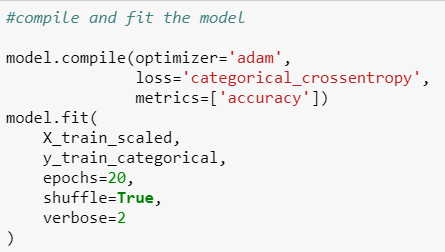 #compile and fit the model
model.compile(optimizer='adam',
              loss='categorical_crossentropy',
              metrics=['accuracy'])
model.fit(
    X_train_scaled,
    y_train_categorical,
    epochs=20,
    shuffle=True,
    verbose=2
)